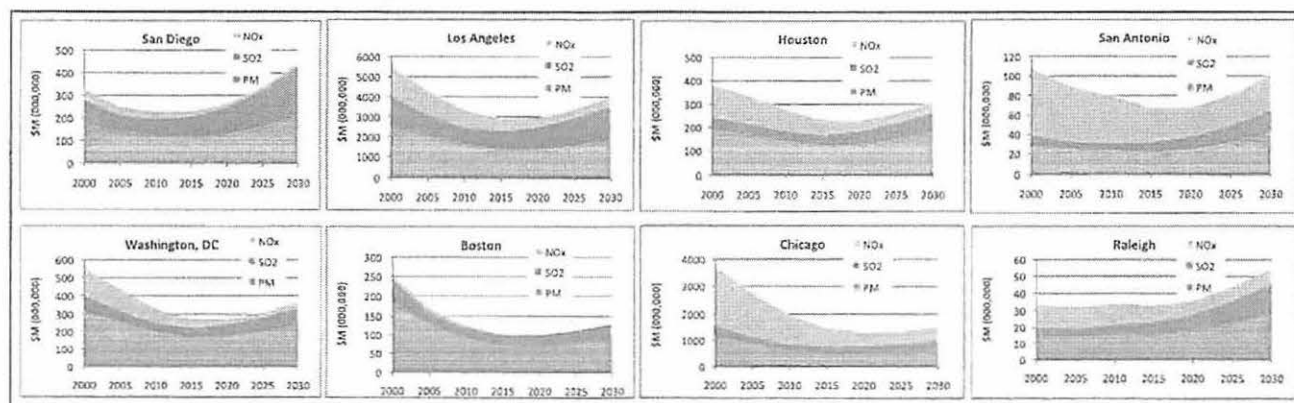 San Diego
NOx
SO2
PM
$M (000,000)
500
400
300
200
100
0
2000 2005 2010 2015 2020 2025 2030
Los Angeles
NOx
SO2
PM
$M (000,000)
6000
5000
4000
3000
2000
1000
0
2000 2005 2010 2015 2020 2025 2030
Houston
NOx
SO2
PM
$M (000,000)
500
400
300
200
100
0
2000 2005 2010 2015 2020 2025 2030
San Antonio
NOx
SO2
PM
$M (000,000)
120
100
80
60
40
20
0
2000 2005 2010 2015 2020 2025 2030
Washington, DC
NOx
SO2
PM
$M (000,000)
600
500
400
300
200
100
0
2000 2005 2010 2015 2020 2025 2030
Boston
NOx
SO2
PM
$M (000,000)
300
250
200
150
100
50
0
2000 2005 2010 2015 2020 2025 2030
Chicago
NOx
SO2
PM
$M (000,000)
4000
3000
2000
1000
0
2000 2005 2010 2015 2020 2025 2030
Raleigh
NOx
SO2
PM
$M (000,000)
60
50
40
30
20
10
0
2000 2005 2010 2015 2020 2025 2030